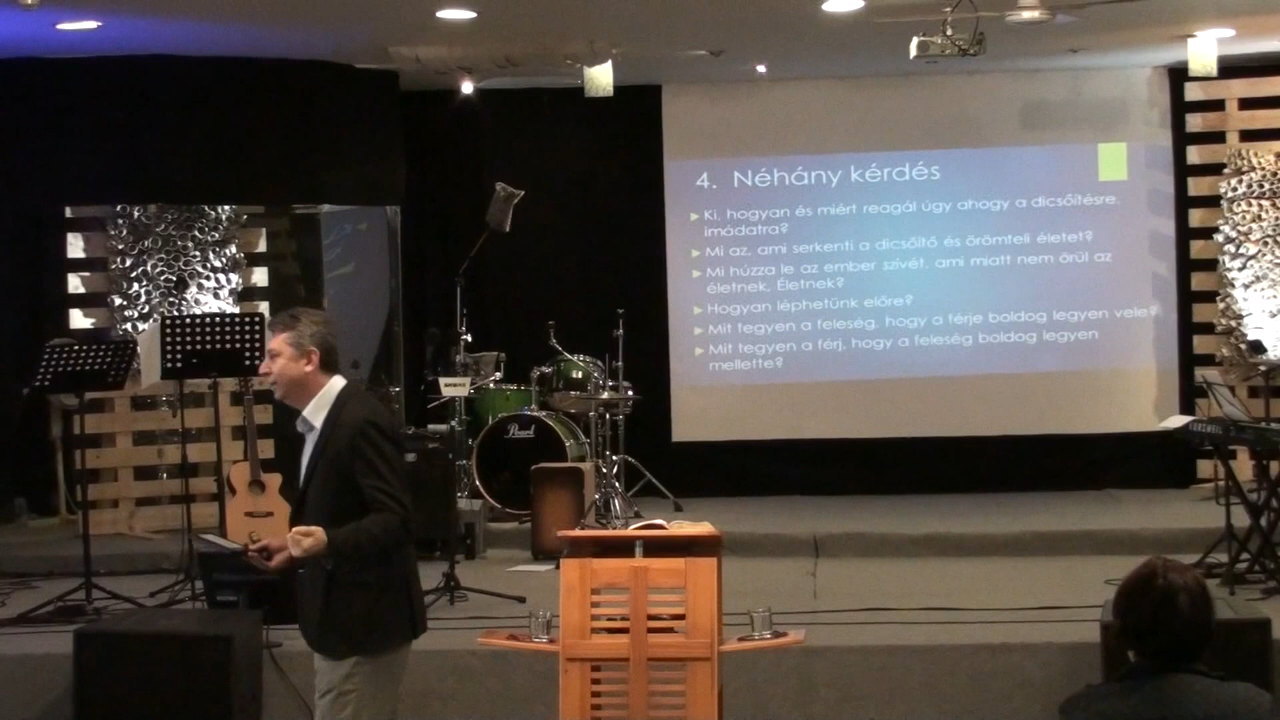 4. Néhány kérdés
Ki, hogyan és miért reagál úgy ahogy a dicsőítésre,
imádatra?
Mi az, ami serkenti a dicsőítő és örömteli életet?
Mi húzza le az ember szívét, ami miatt nem örül az
életnek, Életnek?
Hogyan léphetünk előre?
Mit tegyen a feleség, hogy a férje boldog legyen vele?
Mit tegyen a férj, hogy a feleség boldog legyen
mellette?
Pearl